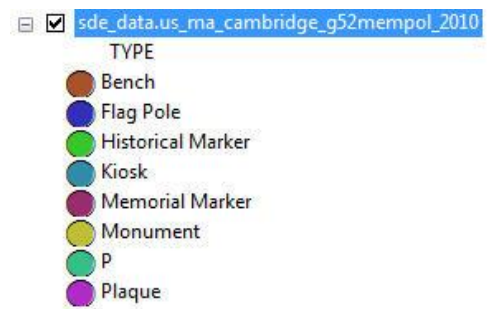 sde_data.us_ma_cambridge_g52mempol_2010
TYPE
Bench
Flag Pole
Historical Marker
Kiosk
Memorial Marker
Monument
P
Plaque